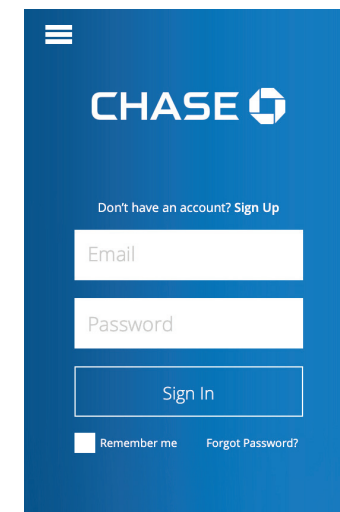 CHASE
Don't have an account? Sign Up
Email
Password
Sign In
Remember me Forgot Password?